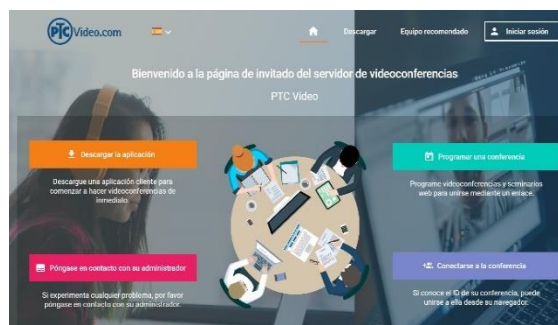 PTC Video.com
Descargar
Equipo recomendado
Iniciar sesión
Bienvenido a la página de invitado del servidor de videoconferencias
PTC Video
Descargar la aplicación
Descargue una aplicación cliente para
comenzar a hacer videoconferencias de
inmediato.
Programar una conferencia
Programe videoconferencias y seminarios
web para unirse mediante un enlace.
Póngase en contacto con su administrador
Si experimenta cualquier problema, por favor
póngase en contacto con su administrador.
Conectarse a la conferencia
Si conoce el ID de su conferencia, puede
unirse a ella desde su navegador.